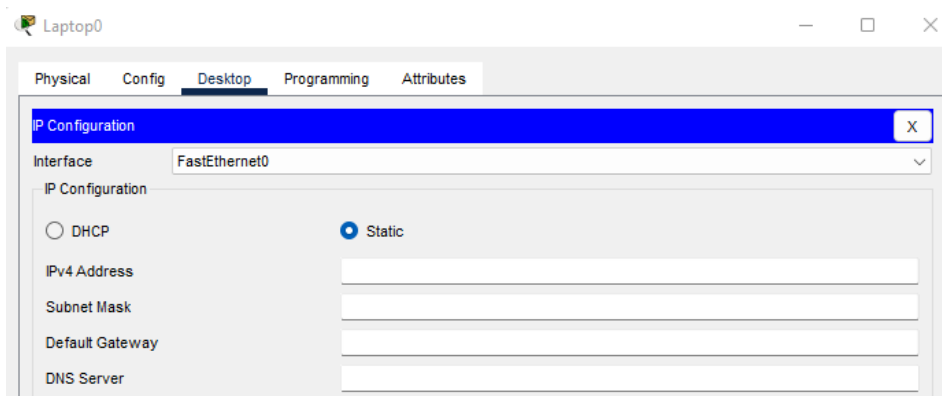 Laptop0
Physical Config Desktop Programming Attributes
IP Configuration X
Interface FastEthernet0
IP Configuration
DHCP Static
IPv4 Address
Subnet Mask
Default Gateway
DNS Server